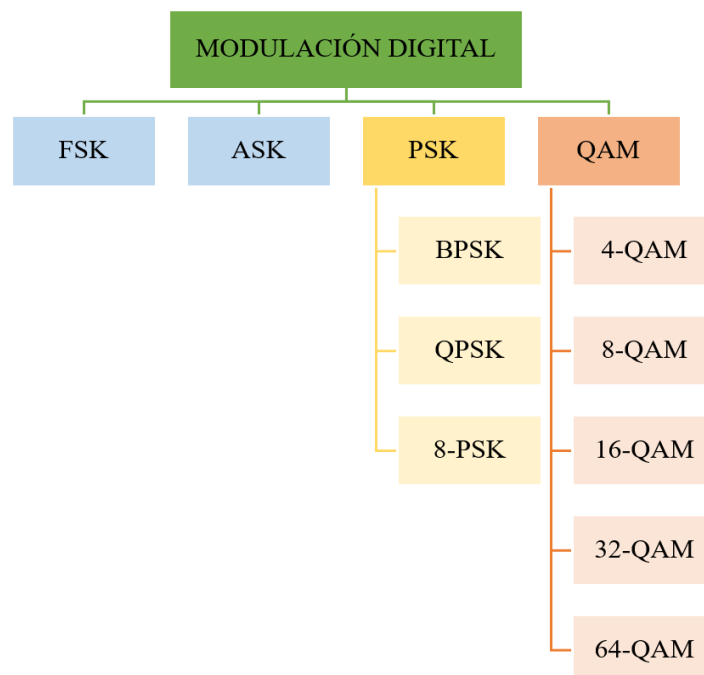 MODULACIÓN DIGITAL
FSK
ASK
PSK
QAM
BPSK
QPSK
8-PSK
4-QAM
8-QAM
16-QAM
32-QAM
64-QAM